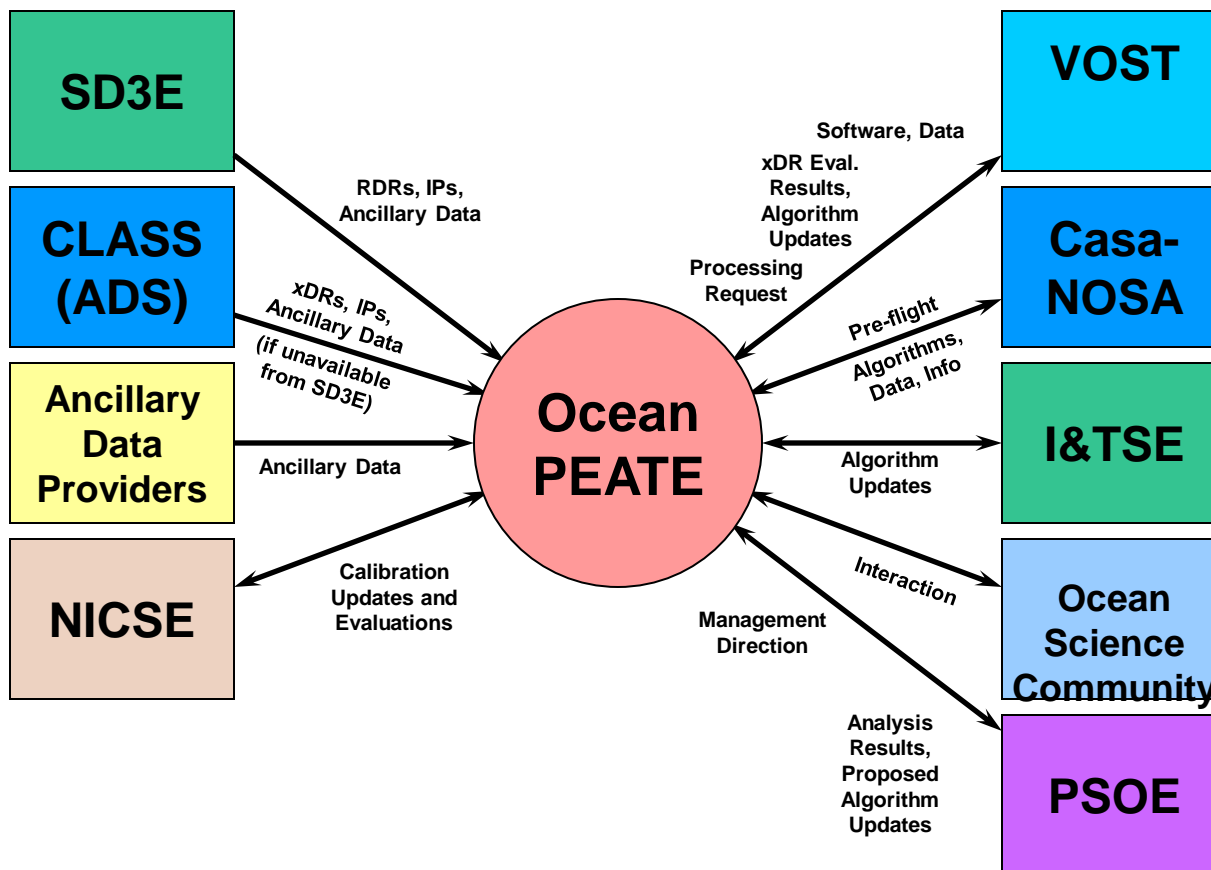 SD3E
CLASS
(ADS)
Ancillary
Data
Providers
NICSE
RDRs, IPs,
Ancillary Data
xDRs, IPs,
Ancillary Data
(if unavailable
from SD3E)
Ancillary Data
Calibration
Updates and
Evaluations
Ocean
PEATE
Software, Data
xDR Eval.
Results,
Algorithm
Updates
Processing
Request
Pre-flight
Algorithms,
Data, Info
Algorithm
Updates
Interaction
Management
Direction
Analysis
Results,
Proposed
Algorithm
Updates
VOST
Casa-
NOSA
I&TSE
Ocean
Science
Community
PSOE